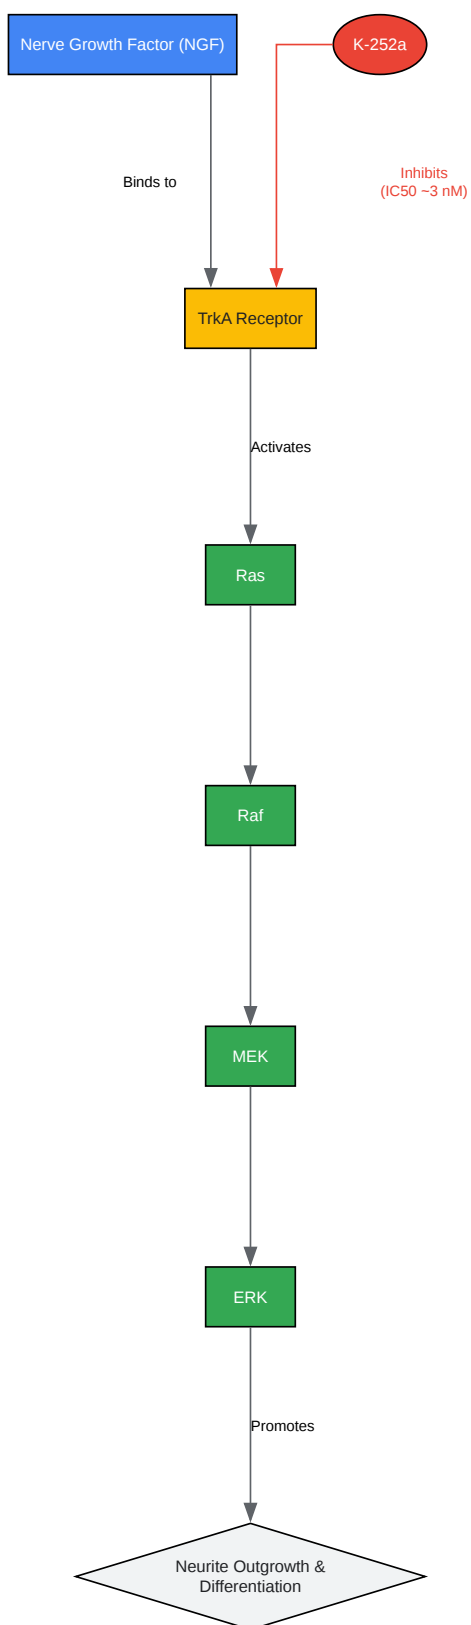 Nerve Growth Factor (NGF)
K-252a
Binds to
Inhibits
(IC50 ~3 nM)
TrkA Receptor
Activates
Ras
Raf
MEK
ERK
Promotes
Neurite Outgrowth &
Differentiation